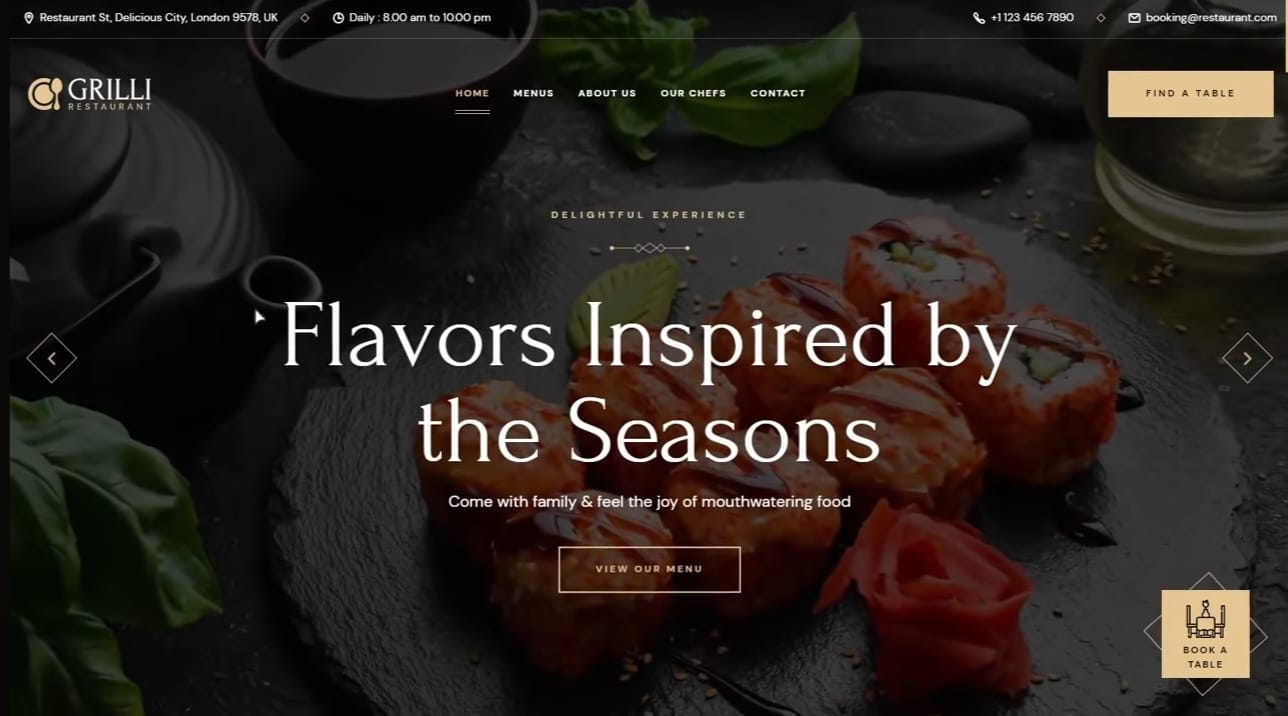 Restaurant St, Delicious City, London 9578, UK
Daily : 8.00 am to 10.00 pm
+1 123 456 7890
booking@restaurant.com
GRILLI
RESTAURANT
HOME
MENUS
ABOUT US
OUR CHEFS
CONTACT
FIND A TABLE
DELIGHTFUL EXPERIENCE
Flavors Inspired by
the Seasons
Come with family & feel the joy of mouthwatering food
VIEW OUR MENU
BOOK A
TABLE